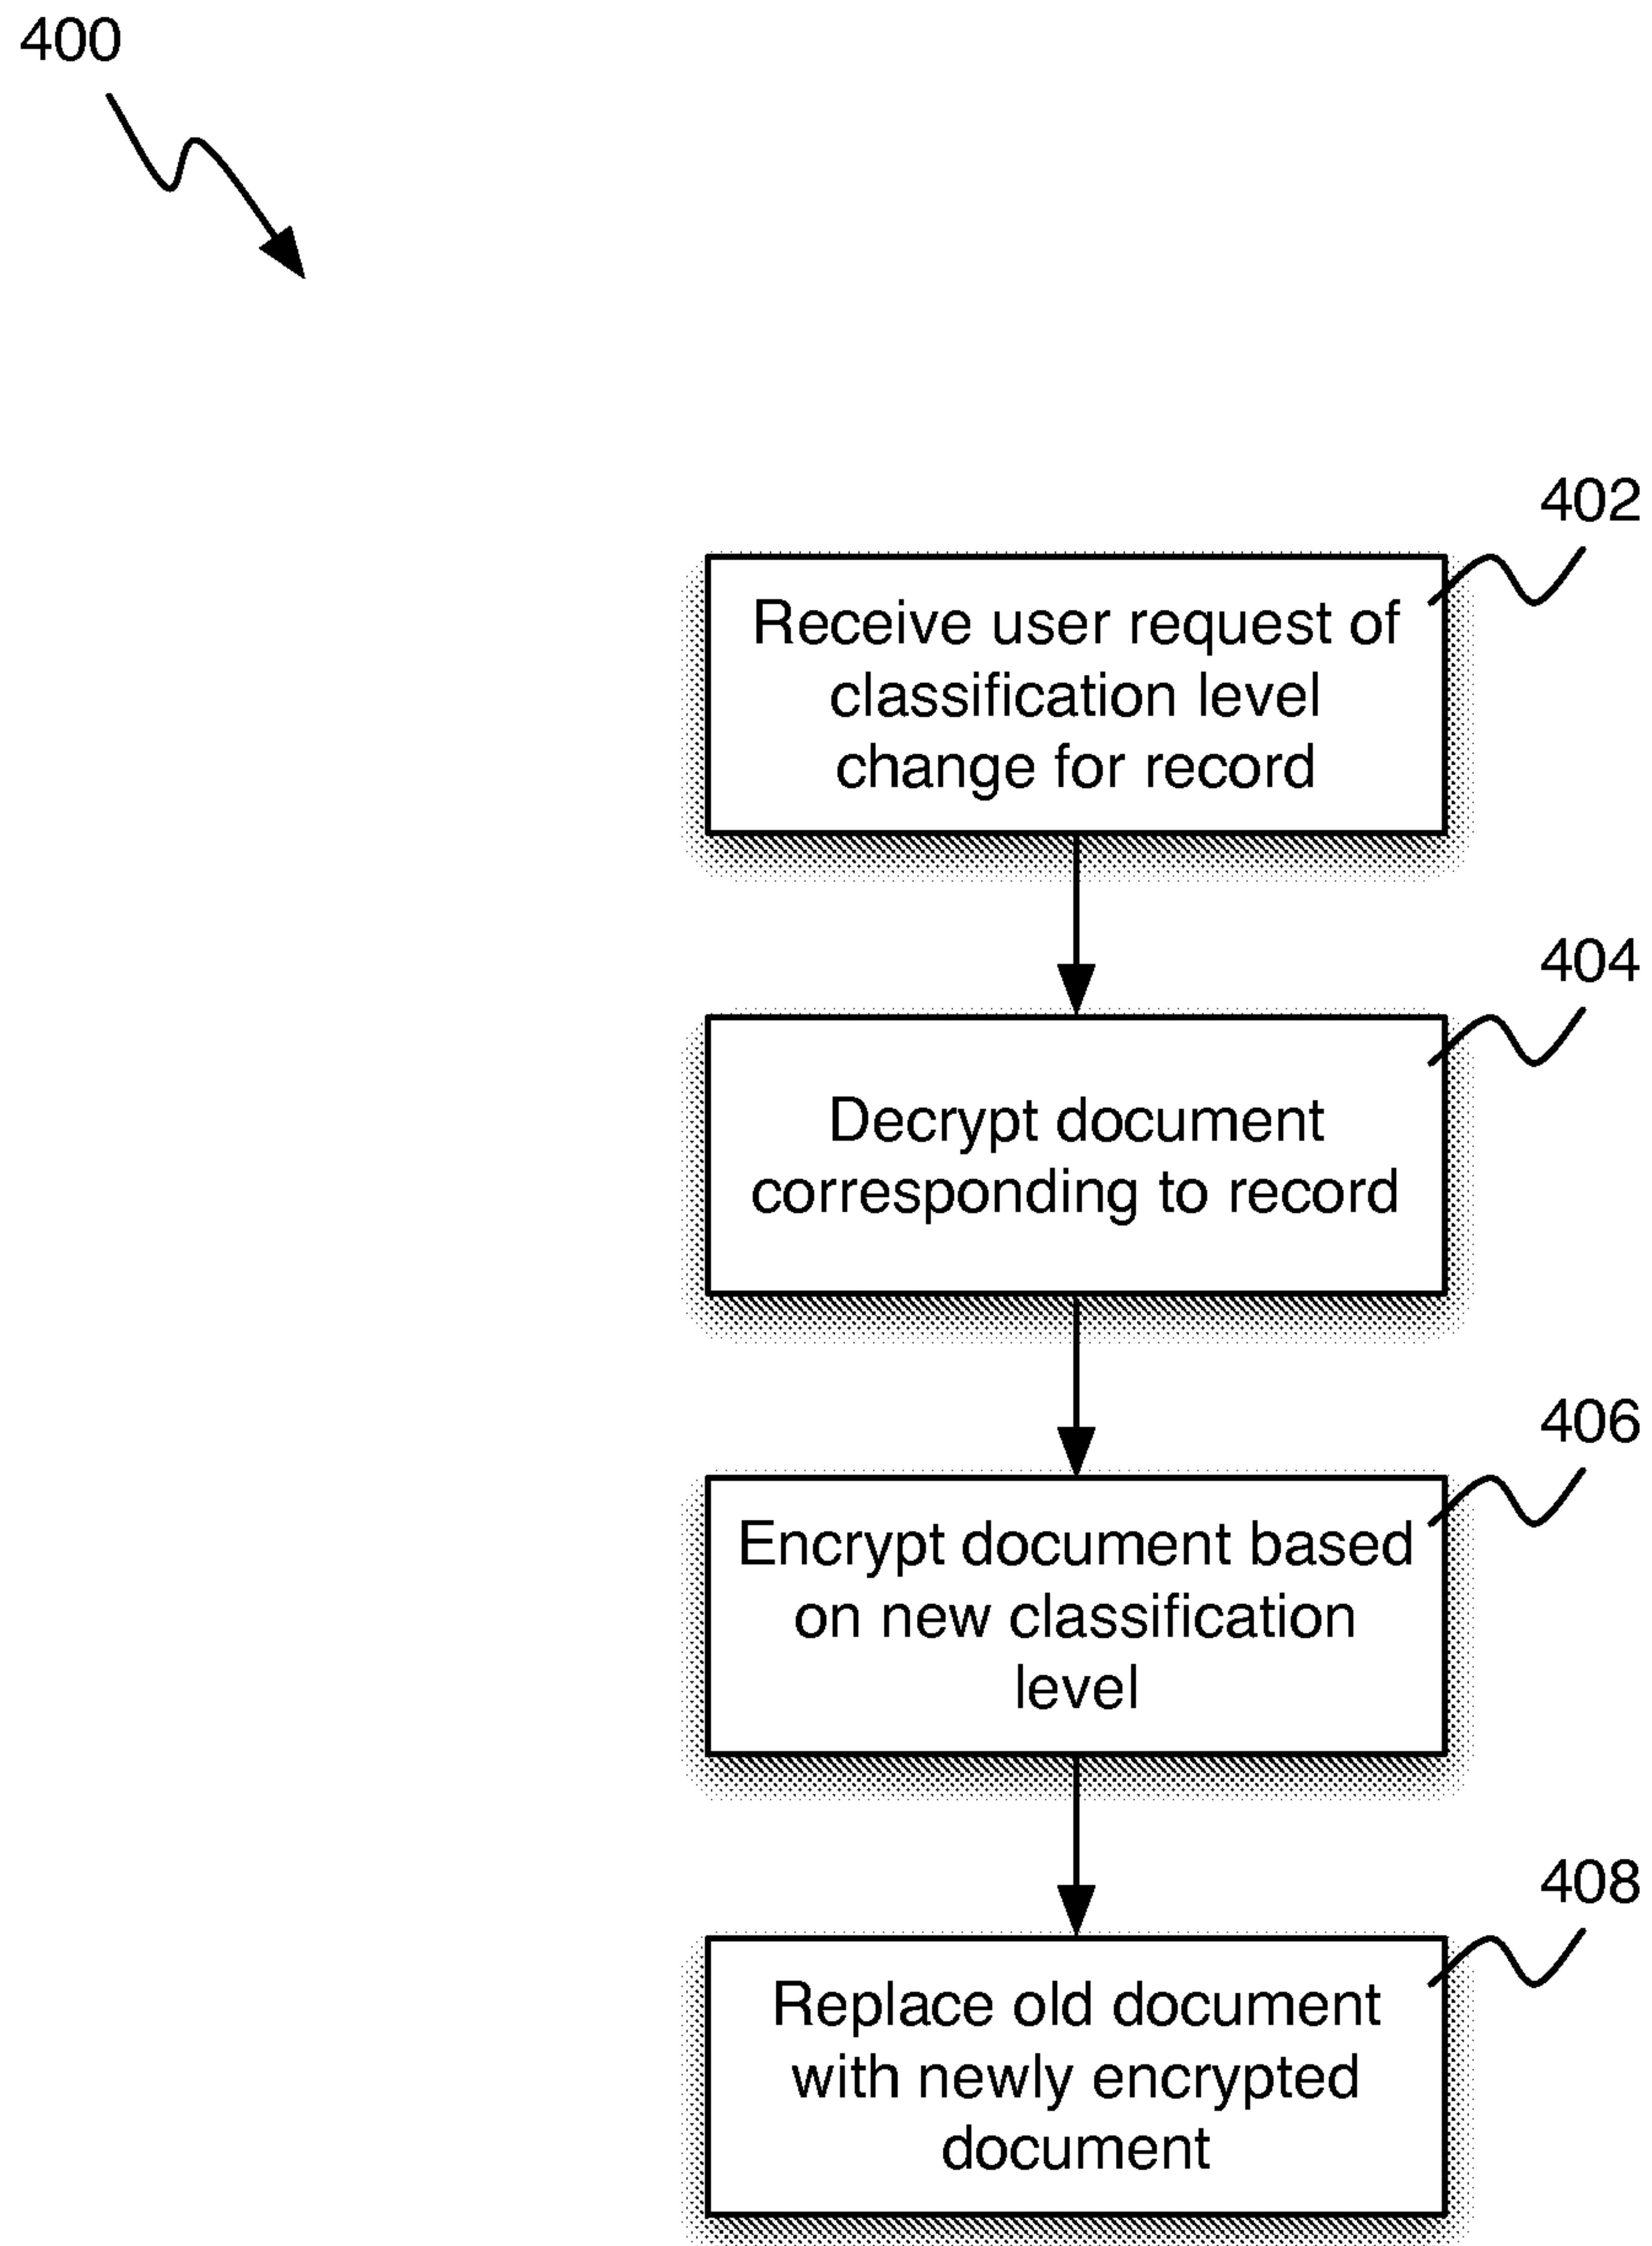 400
402
Receive user request of
classification level
change for record
404
Decrypt document
corresponding to record
406
Encrypt document based
on new classification
level
408
Replace old document
with newly encrypted
document